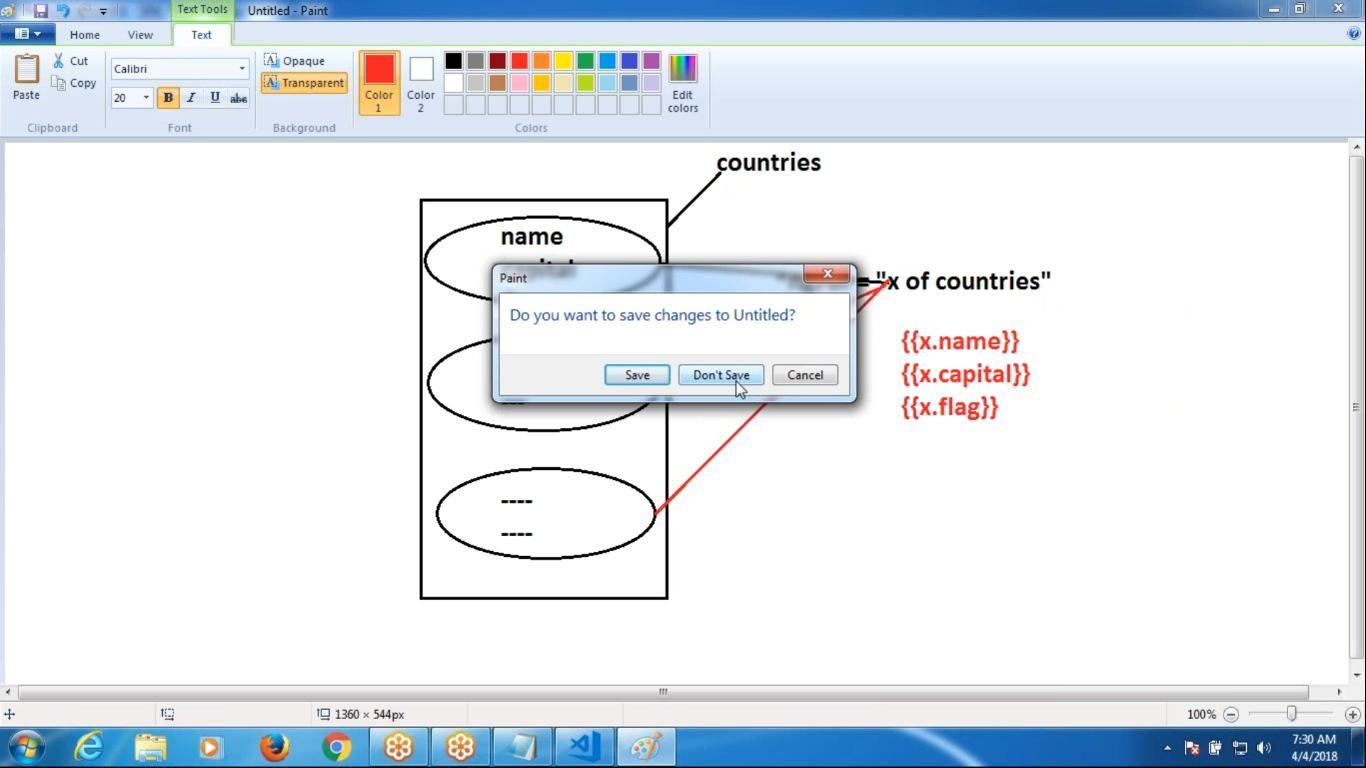 Text Tools
Untitled - Paint
Home
View
Text
Paste
Cut
Copy
Clipboard
Calibri
20
B I U abc
Font
Opaque
Transparent
Background
Color 1
Color 2
Edit colors
Colors
countries
name
capital
= "x of countries"
{{x.name}}
{{x.capital}}
{{x.flag}}
Paint
Do you want to save changes to Untitled?
Save
Don't Save
Cancel
---
----
----
1360 × 544px
100%
7:30 AM
4/4/2018